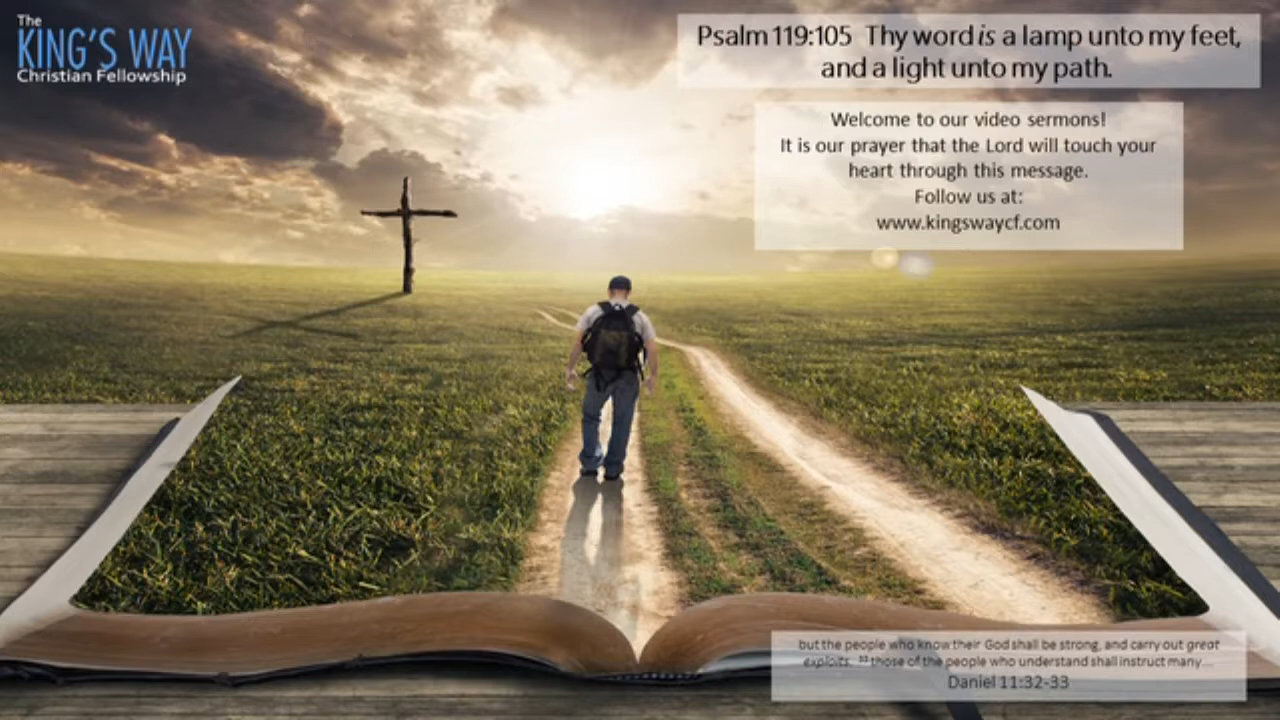 The
KING'S WAY
Christian Fellowship
Psalm 119:105 Thy word is a lamp unto my feet,
and a light unto my path.
Welcome to our video sermons!
It is our prayer that the Lord will touch your
heart through this message.
Follow us at:
www.kingswaycf.com
but the people who know their God shall be strong, and carry out great
exploits. 33 those of the people who understand shall instruct many....
Daniel 11:32-33